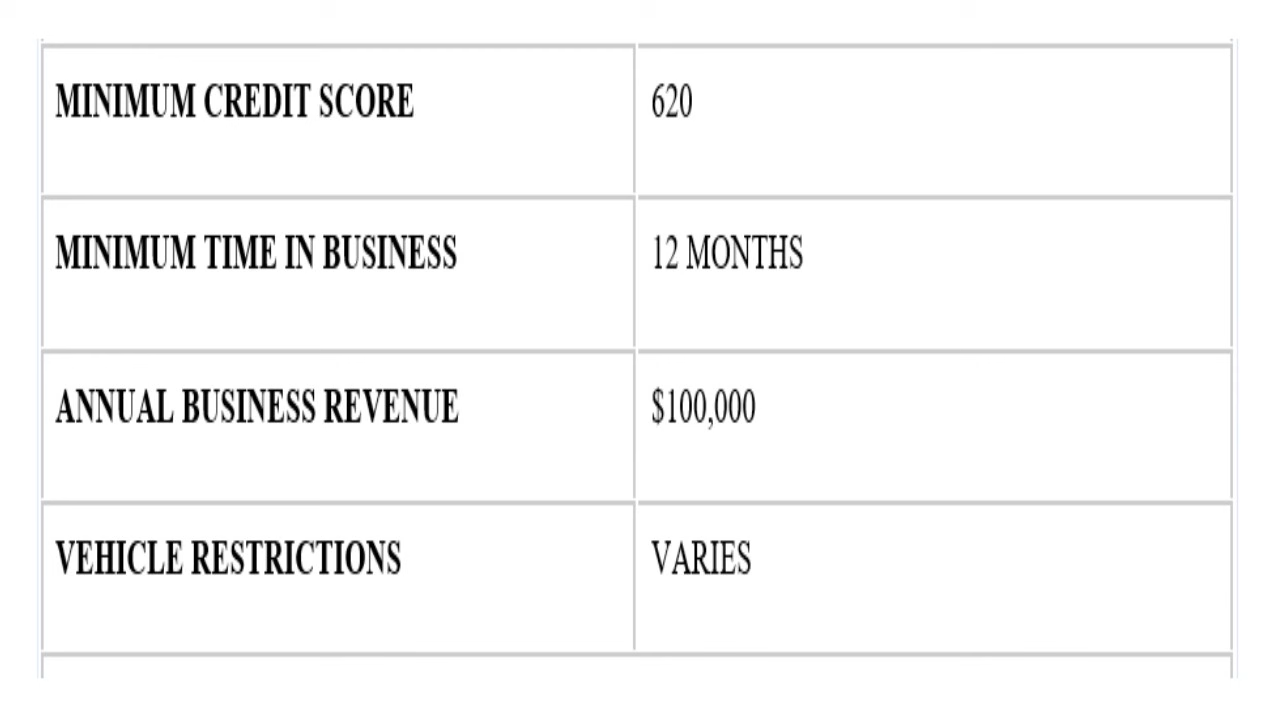 MINIMUM CREDIT SCORE 620
MINIMUM TIME IN BUSINESS 12 MONTHS
ANNUAL BUSINESS REVENUE $100,000
VEHICLE RESTRICTIONS VARIES